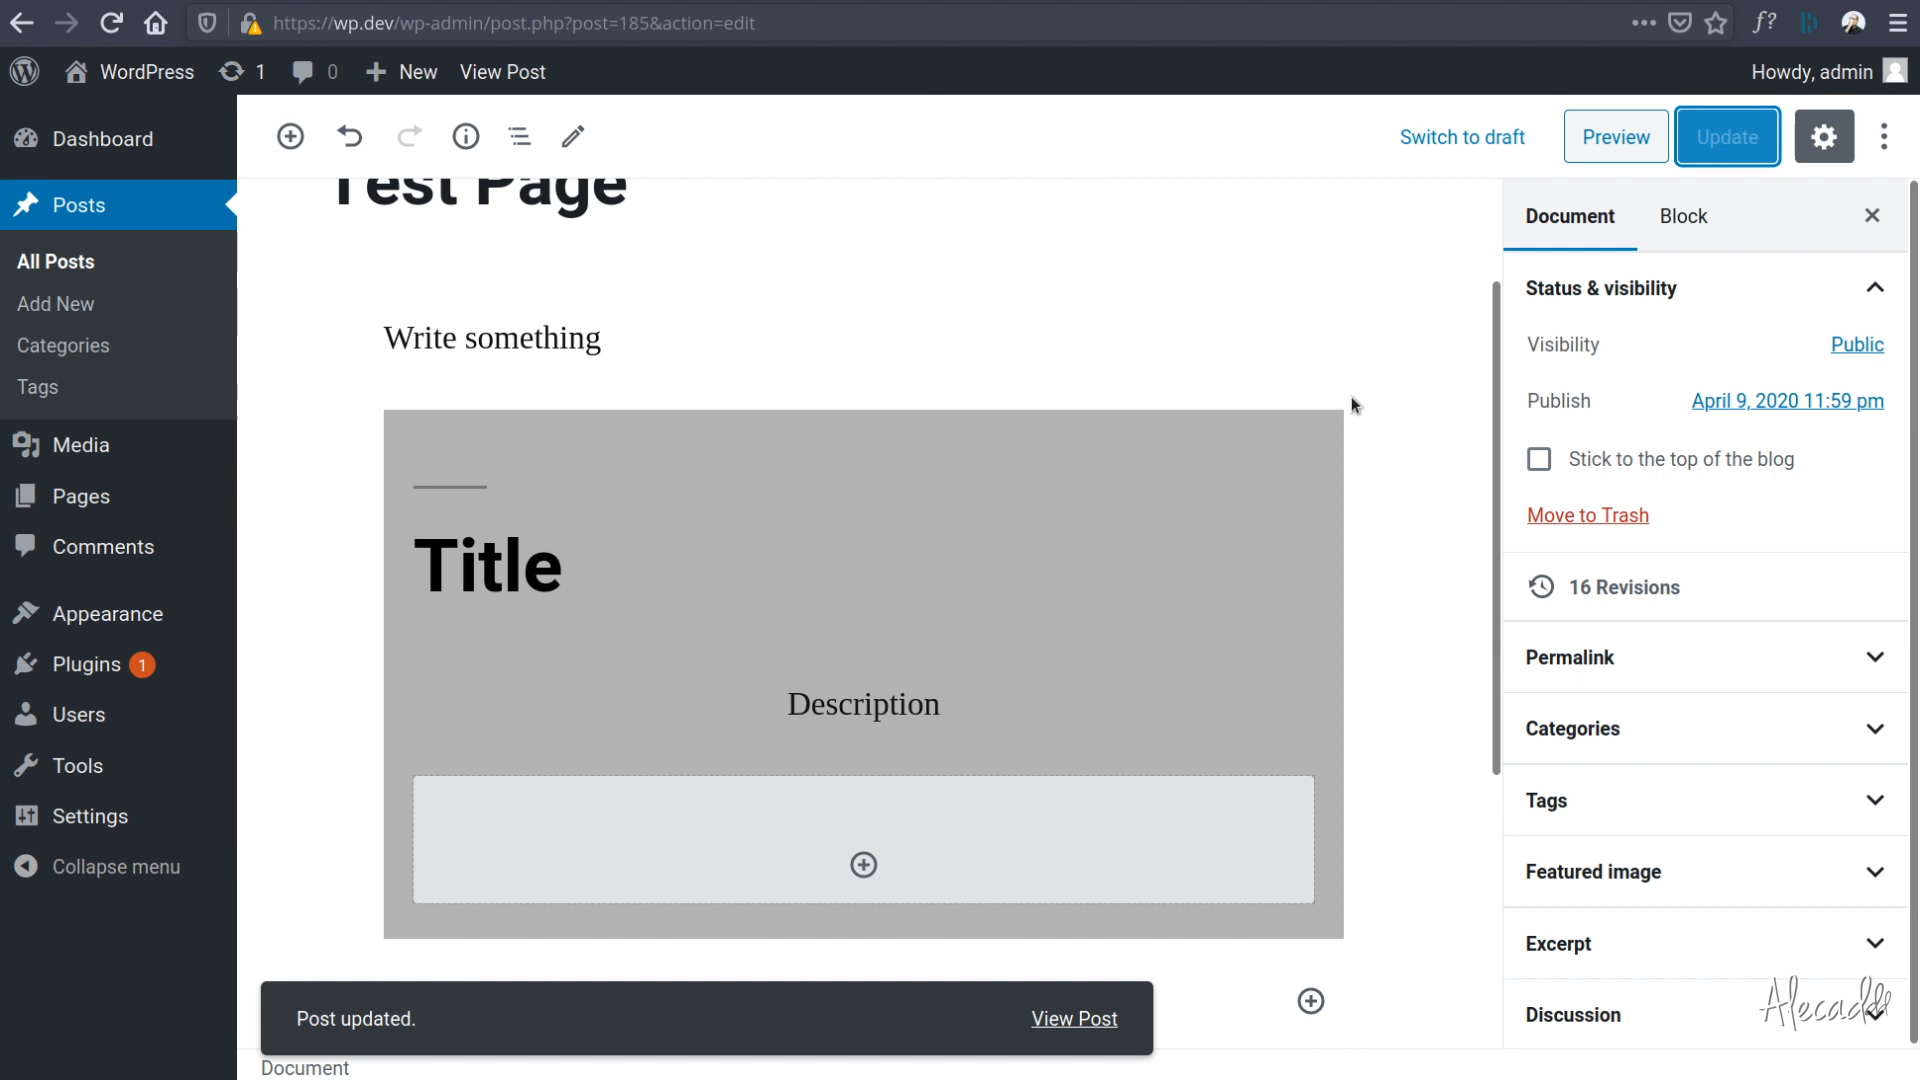 https://wp.dev/wp-admin/post.php?post=185&action=edit
f?
WordPress 1 0 New View Post Howdy, admin
Switch to draft Preview Update
Dashboard
Posts
All Posts
Add New
Categories
Tags
Media
Pages
Comments
Appearance
Plugins 1
Users
Tools
Settings
Collapse menu
Test Page
Write something
Title
Description
Post updated. View Post
Document
Document Block
Status & visibility
Visibility Public
Publish April 9, 2020 11:59 pm
Stick to the top of the blog
Move to Trash
16 Revisions
Permalink
Categories
Tags
Featured image
Excerpt
Discussion
Alecaddd